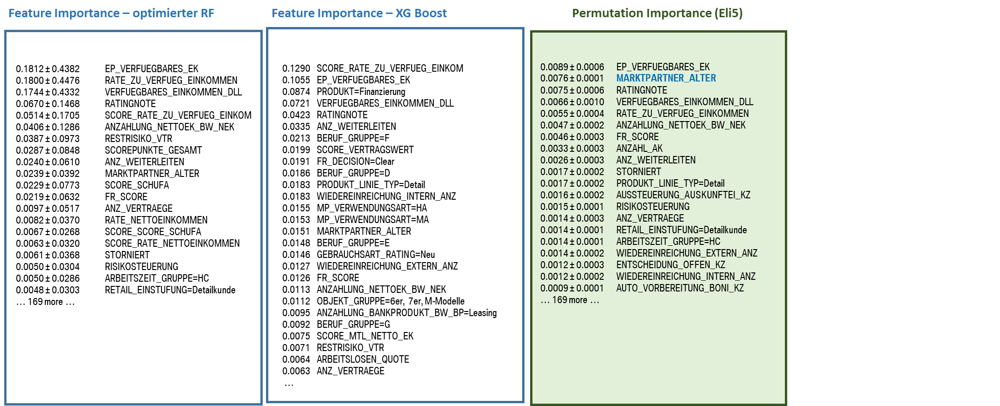 Feature Importance – optimierter RF
0.1812 ± 0.4382 EP_VERFUEGBARES_EK
0.1800 ± 0.4476 RATE_ZU_VERFUEG_EINKOMMEN
0.1744 ± 0.4332 VERFUEGBARES_EINKOMMEN_DLL
0.0670 ± 0.1468 RATINGNOTE
0.0514 ± 0.1705 SCORE_RATE_ZU_VERFUEG_EINKOM
0.0406 ± 0.1286 ANZAHLUNG_NETTOEK_BW_NEK
0.0387 ± 0.0973 RESTRISIKO_VTR
0.0287 ± 0.0848 SCOREPUNKTE_GESAMT
0.0240 ± 0.0610 ANZ_WEITERLEITEN
0.0239 ± 0.0392 MARKTPARTNER_ALTER
0.0229 ± 0.0773 SCORE_SCHUFA
0.0219 ± 0.0632 FR_SCORE
0.0097 ± 0.0517 ANZ_VERTRAEGE
0.0082 ± 0.0370 RATE_NETTOEINKOMMEN
0.0067 ± 0.0268 SCORE_SCORE_SCHUFA
0.0063 ± 0.0320 SCORE_RATE_NETTOEINKOMMEN
0.0061 ± 0.0368 STORNIERT
0.0050 ± 0.0304 RISIKOSTEUERUNG
0.0050 ± 0.0286 ARBEITSZEIT_GRUPPE=HC
0.0048 ± 0.0303 RETAIL_EINSTUFUNG=Detailkunde
… 169 more …
Feature Importance – XG Boost
0.1290 SCORE_RATE_ZU_VERFUEG_EINKOM
0.1055 EP_VERFUEGBARES_EK
0.0874 PRODUKT=Finanzierung
0.0721 VERFUEGBARES_EINKOMMEN_DLL
0.0423 RATINGNOTE
0.0335 ANZ_WEITERLEITEN
0.0213 BERUF_GRUPPE=F
0.0199 SCORE_VERTRAGSWERT
0.0191 FR_DECISION=Clear
0.0186 BERUF_GRUPPE=D
0.0183 PRODUKT_LINIE_TYP=Detail
0.0183 WIEDEREINREICHUNG_INTERN_ANZ
0.0155 MP_VERWENDUNGSART=HA
0.0153 MP_VERWENDUNGSART=MA
0.0151 MARKTPARTNER_ALTER
0.0148 BERUF_GRUPPE=E
0.0146 GEBRAUCHSART_RATING=Neu
0.0127 WIEDEREINREICHUNG_EXTERN_ANZ
0.0126 FR_SCORE
0.0113 ANZAHLUNG_NETTOEK_BW_NEK
0.0112 OBJEKT_GRUPPE=6er, 7er, M-Modelle
0.0095 ANZAHLUNG_BANKPRODUKT_BW_BP=Leasing
0.0092 BERUF_GRUPPE=G
0.0075 SCORE_MTL_NETTO_EK
0.0071 RESTRISIKO_VTR
0.0064 ARBEITSLOSEN_QUOTE
0.0063 ANZ_VERTRAEGE
…
Permutation Importance (Eli5)
0.0089 ± 0.0006 EP_VERFUEGBARES_EK
0.0076 ± 0.0001 MARKTPARTNER_ALTER
0.0075 ± 0.0006 RATINGNOTE
0.0066 ± 0.0010 VERFUEGBARES_EINKOMMEN_DLL
0.0055 ± 0.0004 RATE_ZU_VERFUEG_EINKOMMEN
0.0047 ± 0.0002 ANZAHLUNG_NETTOEK_BW_NEK
0.0046 ± 0.0003 FR_SCORE
0.0033 ± 0.0003 ANZAHL_AK
0.0026 ± 0.0003 ANZ_WEITERLEITEN
0.0017 ± 0.0002 STORNIERT
0.0017 ± 0.0002 PRODUKT_LINIE_TYP=Detail
0.0016 ± 0.0002 AUSSTEUERUNG_AUSKUNFTEI_KZ
0.0015 ± 0.0001 RISIKOSTEUERUNG
0.0014 ± 0.0003 ANZ_VERTRAEGE
0.0014 ± 0.0001 RETAIL_EINSTUFUNG=Detailkunde
0.0014 ± 0.0001 ARBEITSZEIT_GRUPPE=HC
0.0014 ± 0.0002 WIEDEREINREICHUNG_EXTERN_ANZ
0.0012 ± 0.0003 ENTSCHEIDUNG_OFFEN_KZ
0.0012 ± 0.0002 WIEDEREINREICHUNG_INTERN_ANZ
0.0009 ± 0.0001 AUTO_VORBEREITUNG_BONI_KZ
… 169 more …